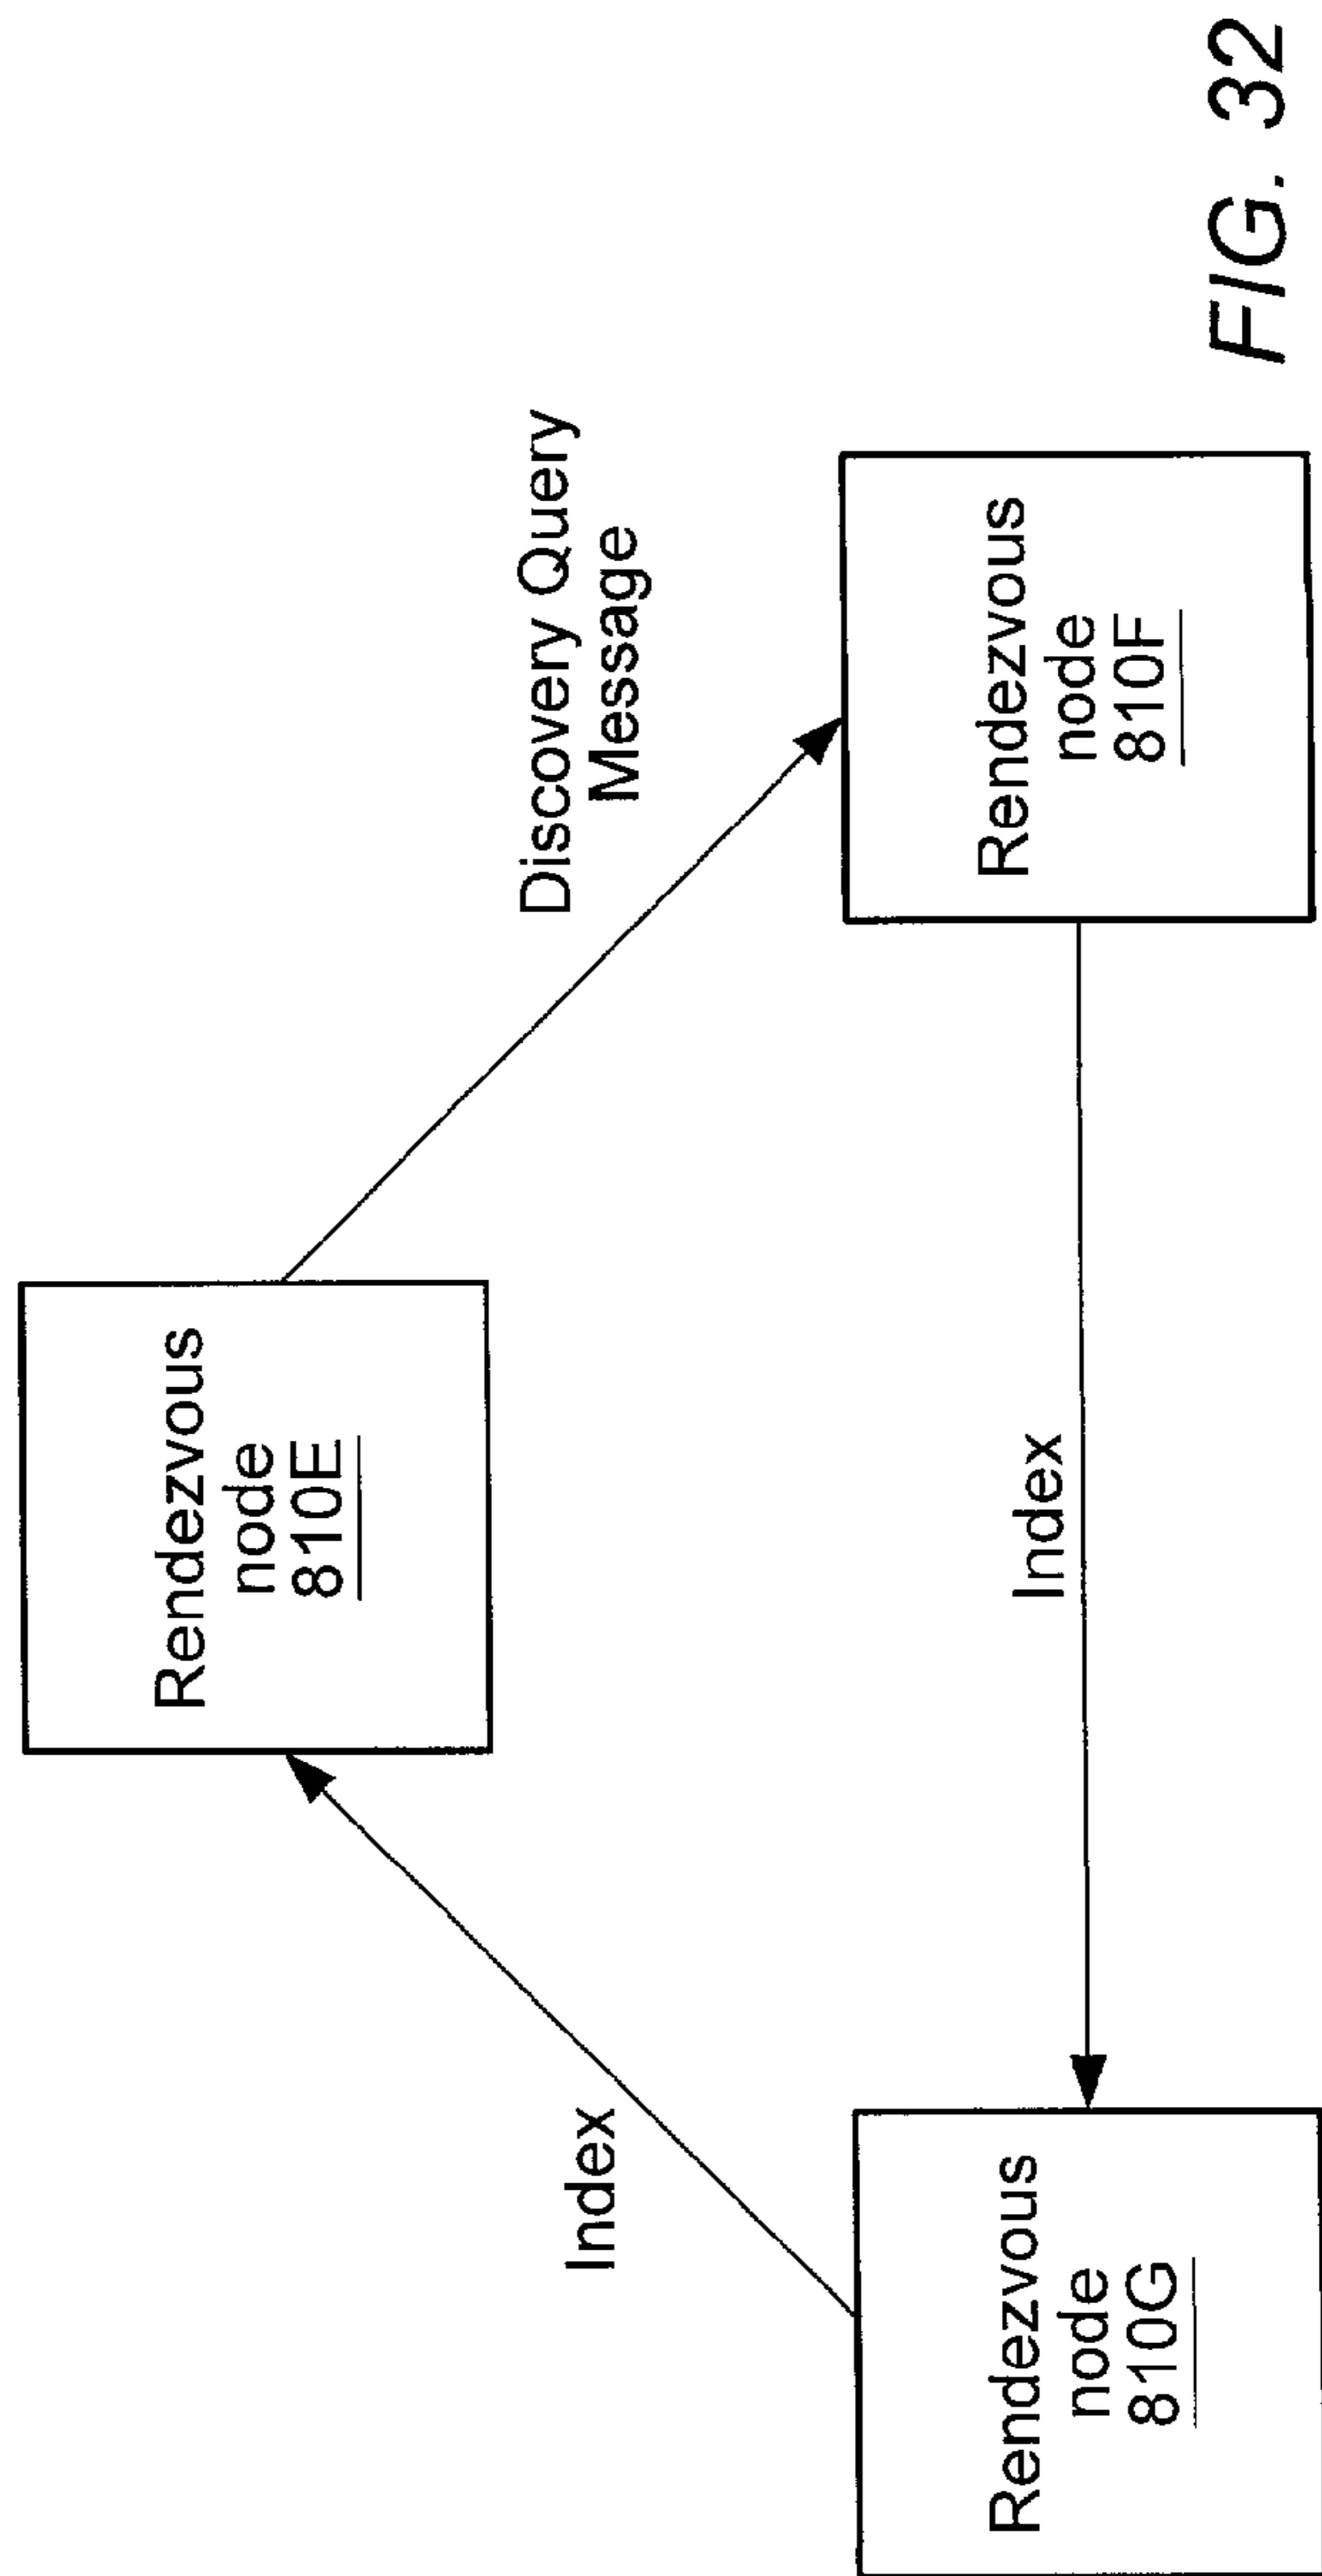 Rendezvous
node
810E
Discovery Query
Message
Index
Index
Rendezvous
node
810G
Rendezvous
node
810F
FIG. 32